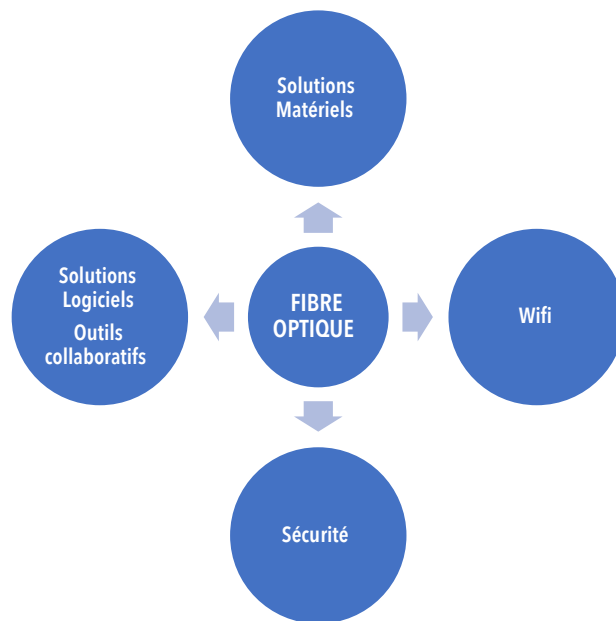 Solutions
Matériels
Solutions
Logiciels
Outils
collaboratifs
FIBRE
OPTIQUE
Wifi
Sécurité